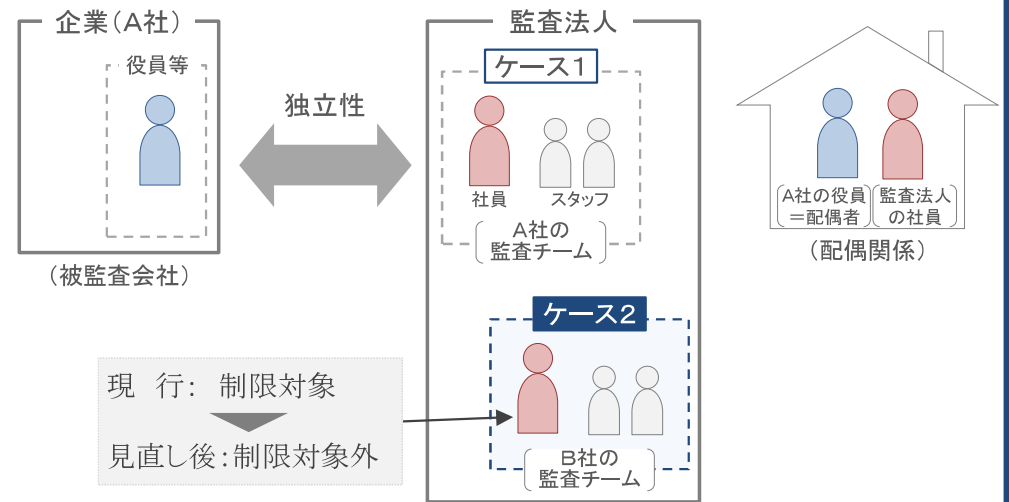 企業(A社)
役員等
(被監査会社)
独立性
監査法人
ケース1
社員
スタッフ
A社の
監査チーム
ケース2
B社の
監査チーム
現 行: 制限対象
見直し後:制限対象外
A社の役員
=配偶者
監査法人
の社員
(配偶関係)